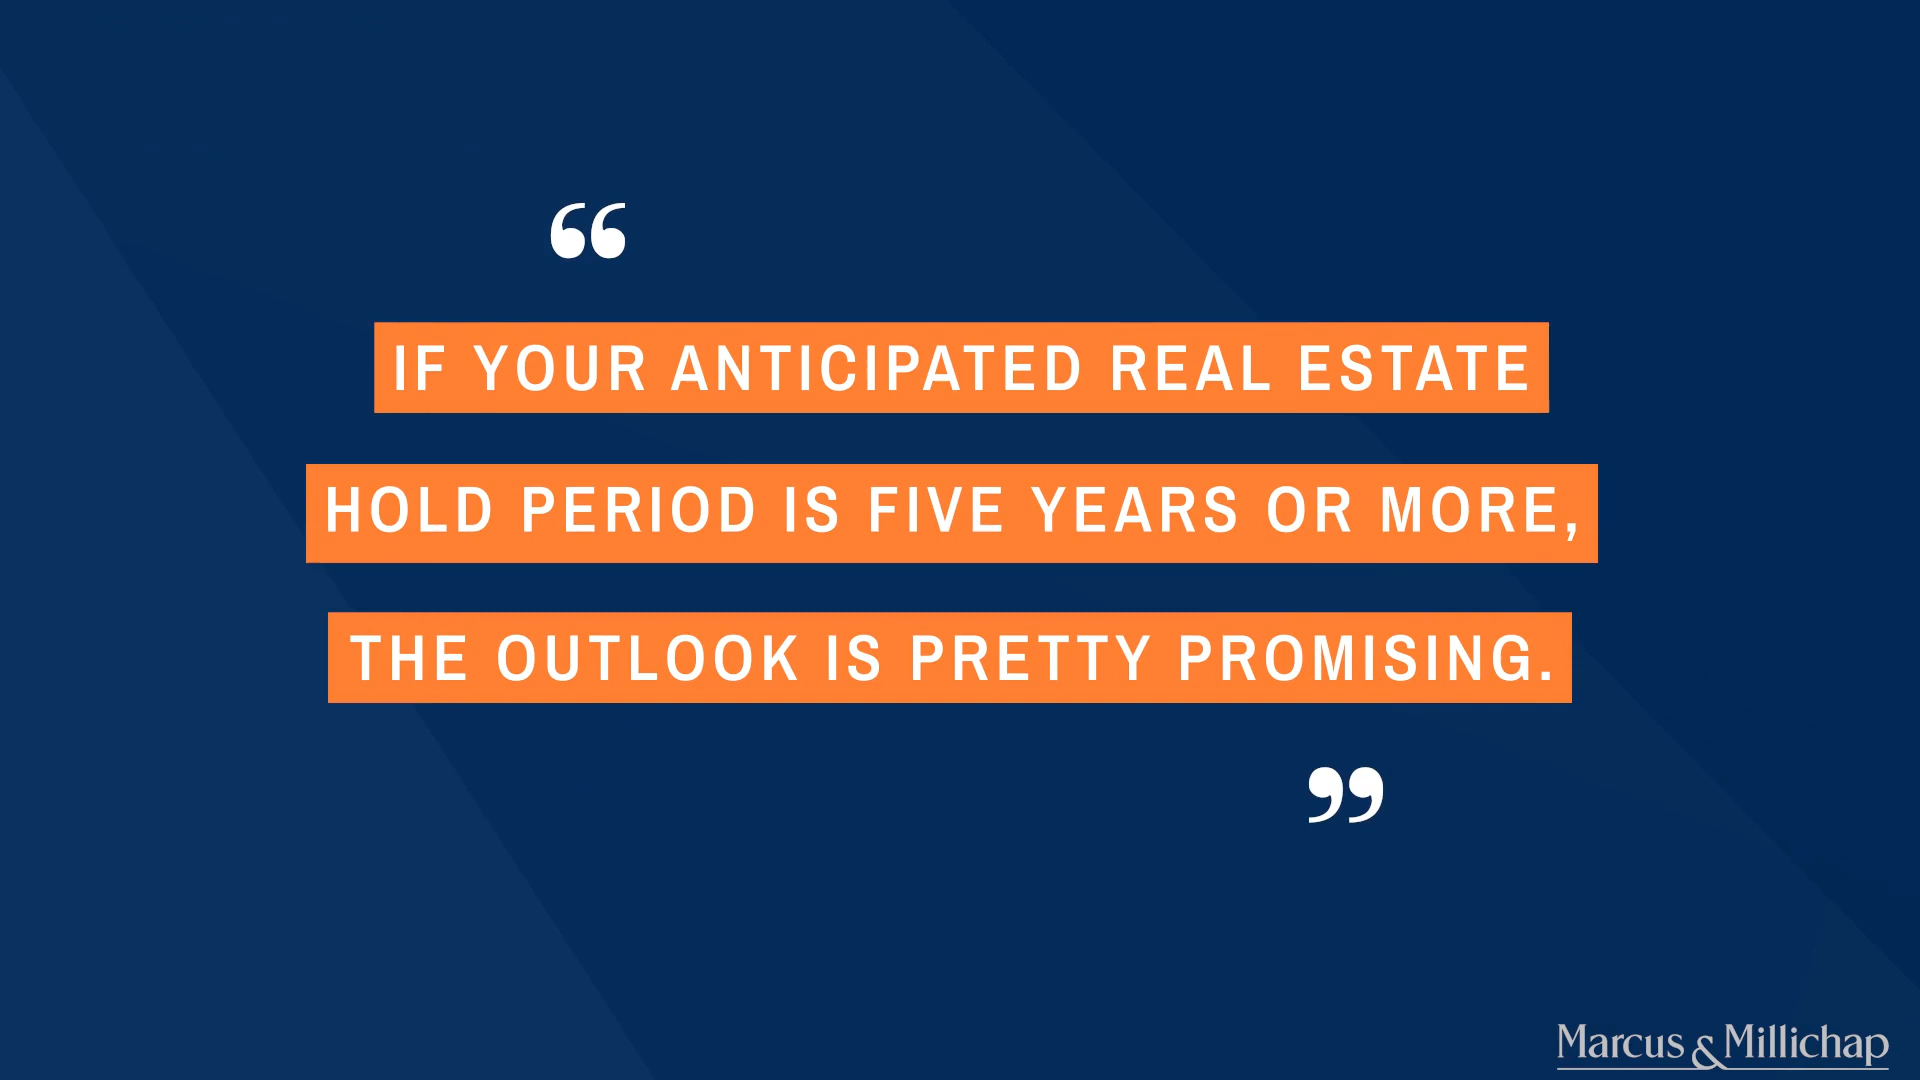 “
IF YOUR ANTICIPATED REAL ESTATE
HOLD PERIOD IS FIVE YEARS OR MORE,
THE OUTLOOK IS PRETTY PROMISING.
”
Marcus & Millichap